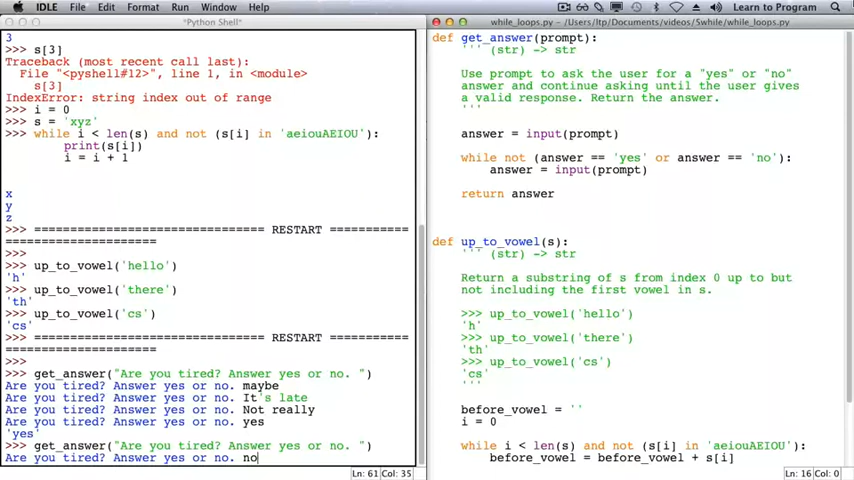 IDLE File Edit Format Run Window Help Learn to Program
*Python Shell*
3
>>> s[3]
Traceback (most recent call last):
  File "<pyshell#12>", line 1, in <module>
    s[3]
IndexError: string index out of range
>>> i = 0
>>> s = 'xyz'
>>> while i < len(s) and not (s[i] in 'aeiouAEIOU'):
        print(s[i])
        i = i + 1
x
y
z
>>> ================================ RESTART ================================
>>>
>>> up_to_vowel('hello')
'h'
>>> up_to_vowel('there')
'th'
>>> up_to_vowel('cs')
'cs'
>>> ================================ RESTART ================================
>>>
>>> get_answer("Are you tired? Answer yes or no. ")
Are you tired? Answer yes or no. maybe
Are you tired? Answer yes or no. It's late
Are you tired? Answer yes or no. Not really
Are you tired? Answer yes or no. yes
'yes'
>>> get_answer("Are you tired? Answer yes or no. ")
Are you tired? Answer yes or no. no
Ln: 61 Col: 35
while_loops.py - /Users/ltp/Documents/videos/5while/while_loops.py
def get_answer(prompt):
    ''' (str) -> str
    Use prompt to ask the user for a "yes" or "no"
    answer and continue asking until the user gives
    a valid response. Return the answer.
    '''
    answer = input(prompt)
    while not (answer == 'yes' or answer == 'no'):
        answer = input(prompt)
    return answer
def up_to_vowel(s):
    ''' (str) -> str
    Return a substring of s from index 0 up to but
    not including the first vowel in s.
    >>> up_to_vowel('hello')
    'h'
    >>> up_to_vowel('there')
    'th'
    >>> up_to_vowel('cs')
    'cs'
    '''
    before_vowel = ''
    i = 0
    while i < len(s) and not (s[i] in 'aeiouAEIOU'):
        before_vowel = before_vowel + s[i]
Ln: 16 Col: 0